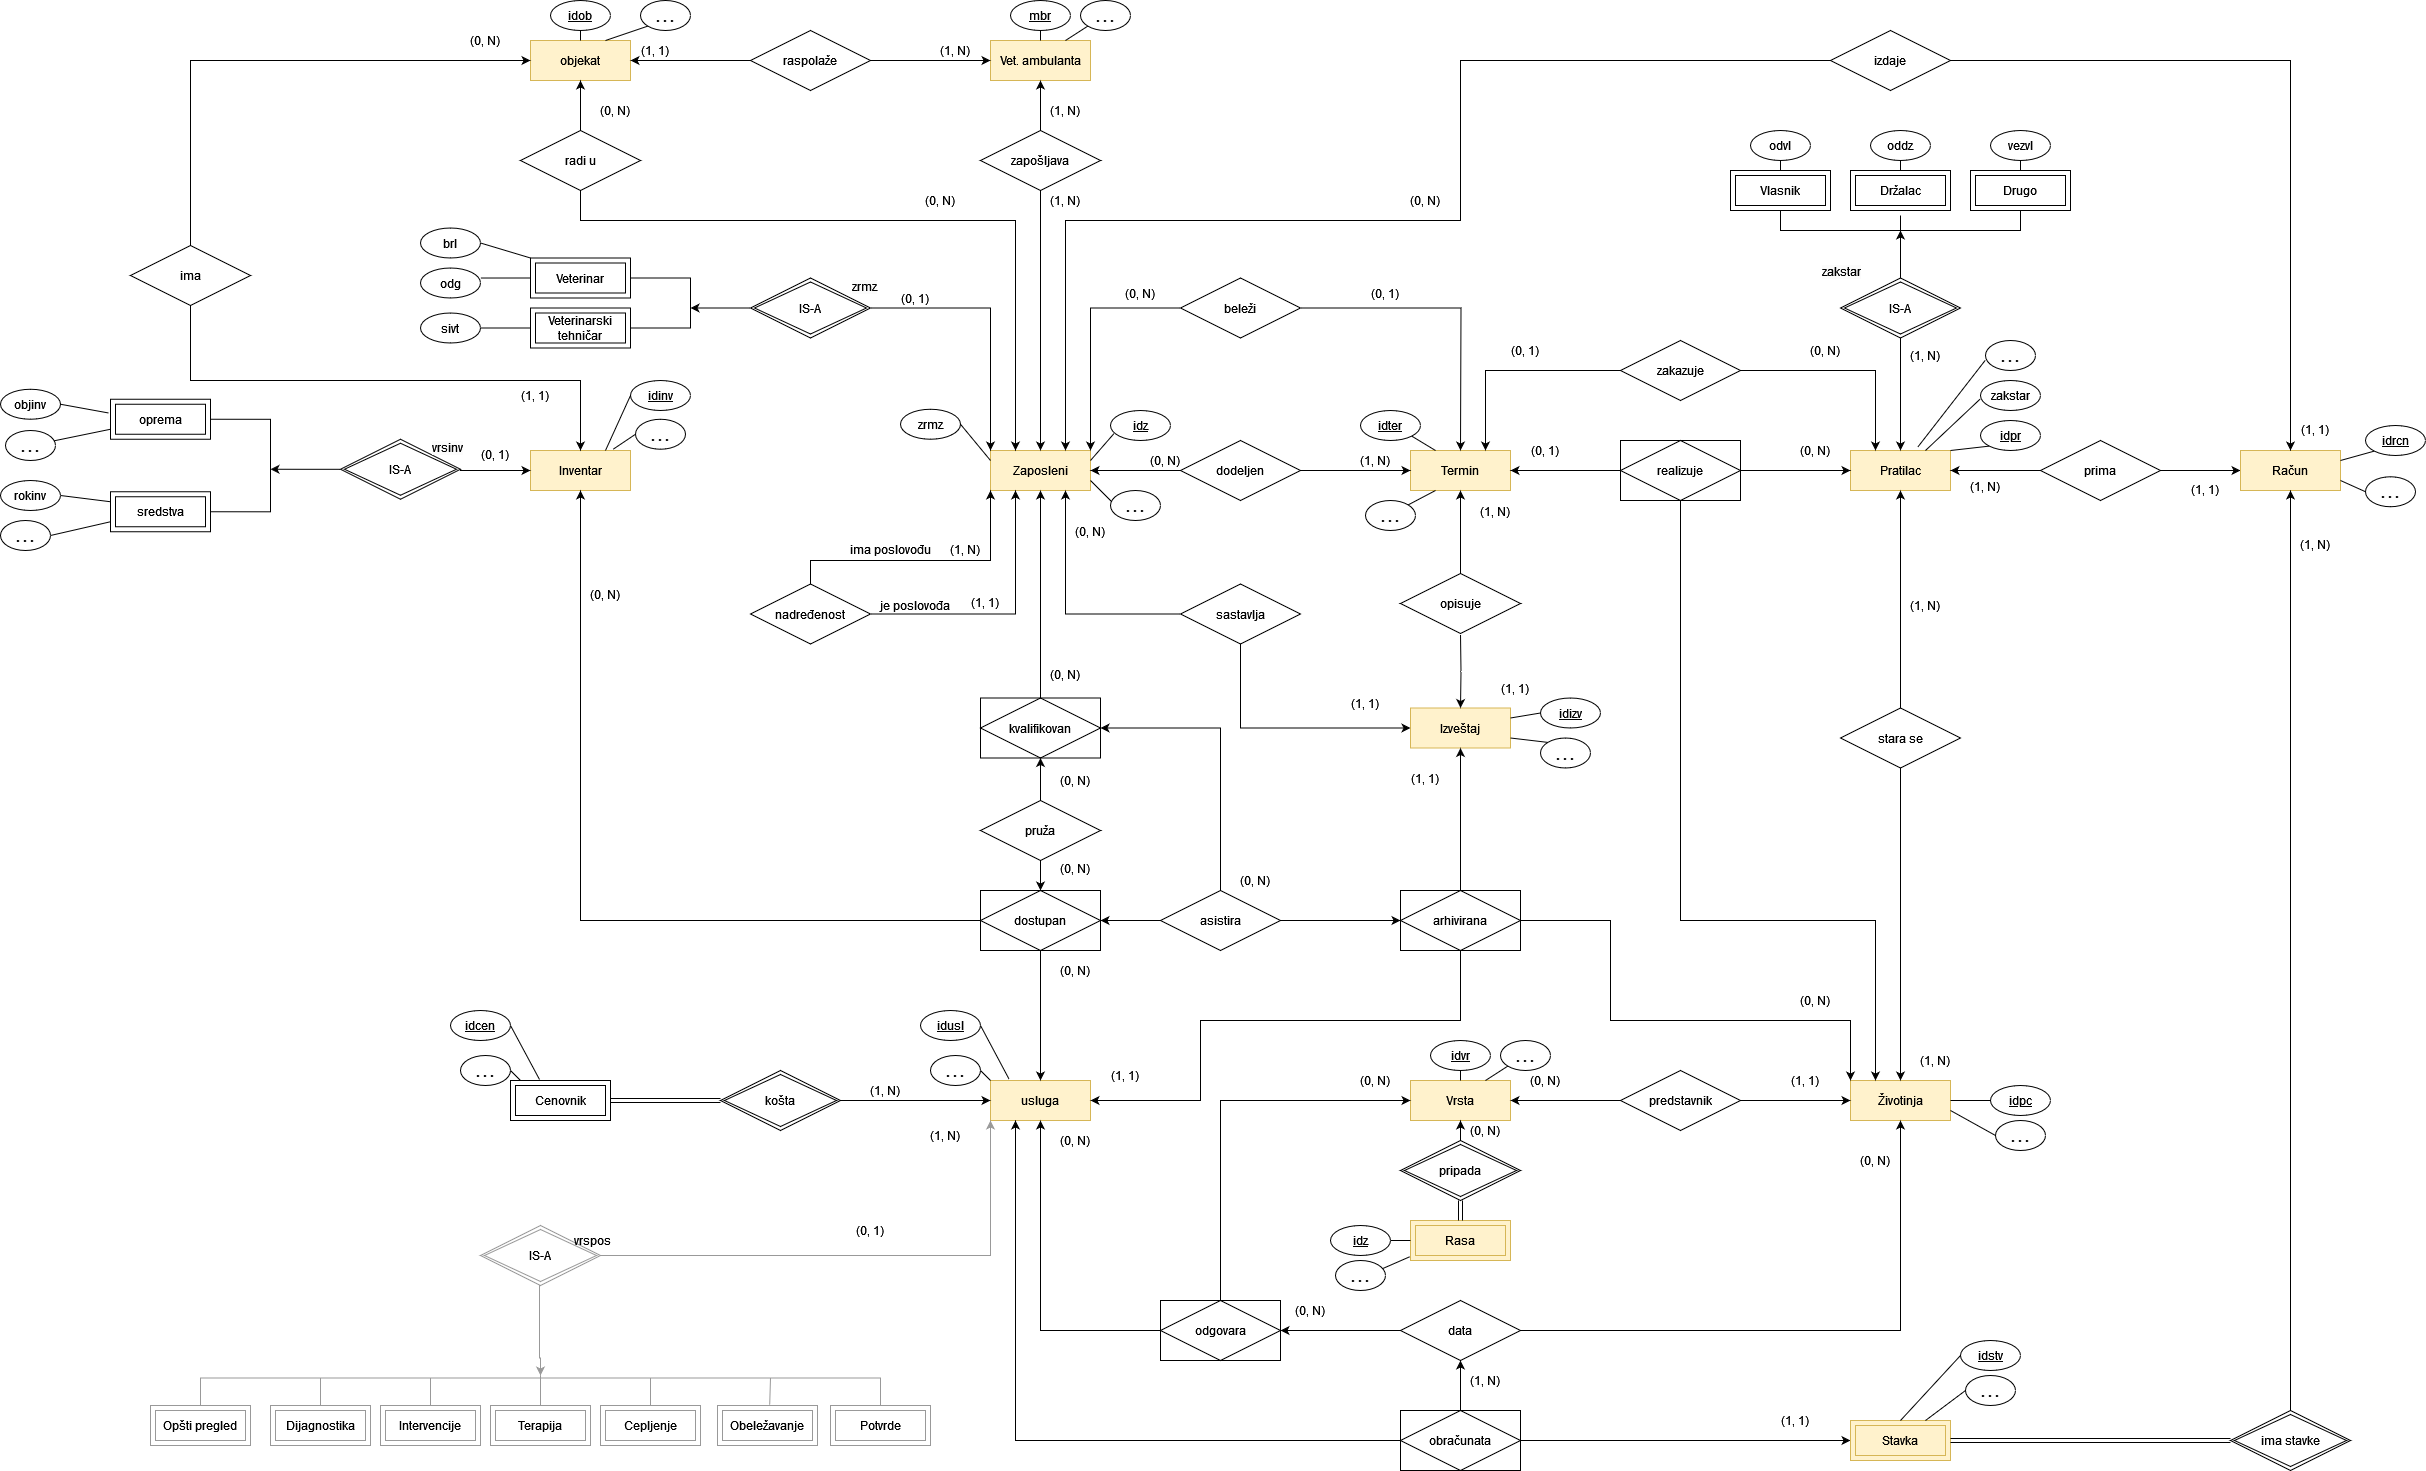 idob
...
mbr
...
(0, N)
objekat
(1, 1)
raspolaže
(1, N)
Vet. ambulanta
izdaje
(0, N)
(1, N)
radi u
zapošljava
odvl
oddz
vezvl
Vlasnik
Držalac
Drugo
(0, N)
(1, N)
(0, N)
brl
odg
sivt
Veterinar
Veterinarski
tehničar
IS-A
zrmz
(0, 1)
ima
(0, N)
beleži
(0, 1)
zakstar
IS-A
(1, N)
(0, 1)
zakazuje
(0, N)
...
zakstar
idpr
objinv
...
oprema
rokinv
...
sredstva
IS-A
vrsinv
(0, 1)
(1, 1)
Inventar
idinv
...
zrmz
Zaposleni
idz
...
(0, N)
dodeljen
(1, N)
idter
Termin
...
(0, 1)
realizuje
(0, N)
Pratilac
(1, N)
prima
(1, 1)
(1, 1)
Račun
idrcn
...
(1, N)
ima poslovođu
(1, N)
nadređenost
je poslovođa
(1, 1)
(0, N)
(0, N)
sastavlja
(1, N)
opisuje
(1, N)
(0, N)
(1, 1)
(1, 1)
kvalifikovan
Izveštaj
idizv
...
stara se
(0, N)
pruža
(0, N)
(1, 1)
(0, N)
dostupan
asistira
arhivirana
(0, N)
(0, N)
idcen
...
Cenovnik
košta
(1, N)
idusl
...
usluga
(1, 1)
(0, N)
idvr
...
Vrsta
(0, N)
predstavnik
(1, 1)
(1, N)
Životinja
idpc
...
(1, N)
(0, N)
(0, N)
pripada
(0, N)
idz
...
Rasa
IS-A
vrspos
(0, 1)
odgovara
(0, N)
data
(1, N)
idstv
...
Opšti pregled
Dijagnostika
Intervencije
Terapija
Cepljenje
Obeležavanje
Potvrde
obračunata
(1, 1)
Stavka
ima stavke